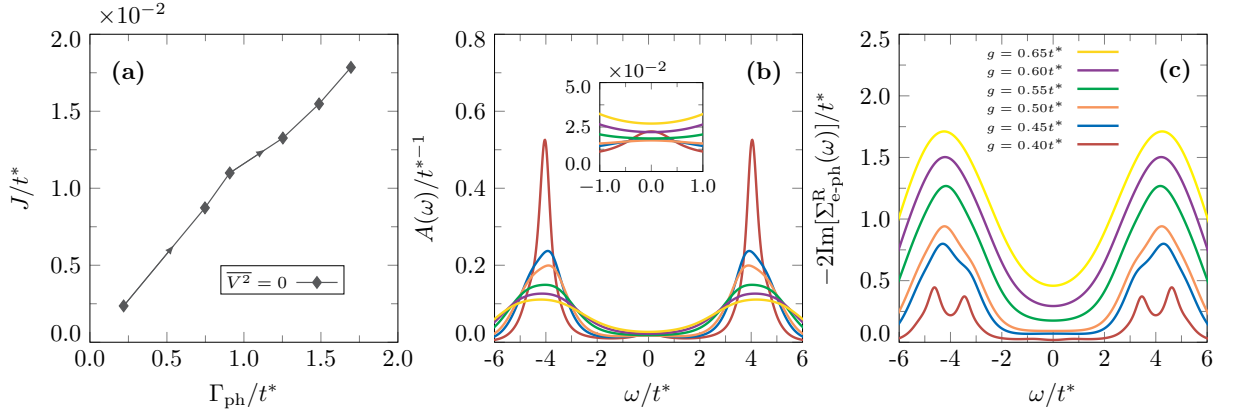 ×10−2
2.0
1.5
1.0
0.5
0.0
J/t*
(a)
V2 = 0
0.0 0.5 1.0 1.5 2.0
Γph/t*
0.8
0.6
0.4
0.2
0.0
A(ω)/t*−1
(b)
×10−2
5.0
2.5
0.0
−1.0 0.0 1.0
-6 -4 -2 0 2 4 6
ω/t*
2.5
2.0
1.5
1.0
0.5
0.0
−2Im[ΣRe-ph(ω)]/t*
(c)
g = 0.65t*
g = 0.60t*
g = 0.55t*
g = 0.50t*
g = 0.45t*
g = 0.40t*
-6 -4 -2 0 2 4 6
ω/t*